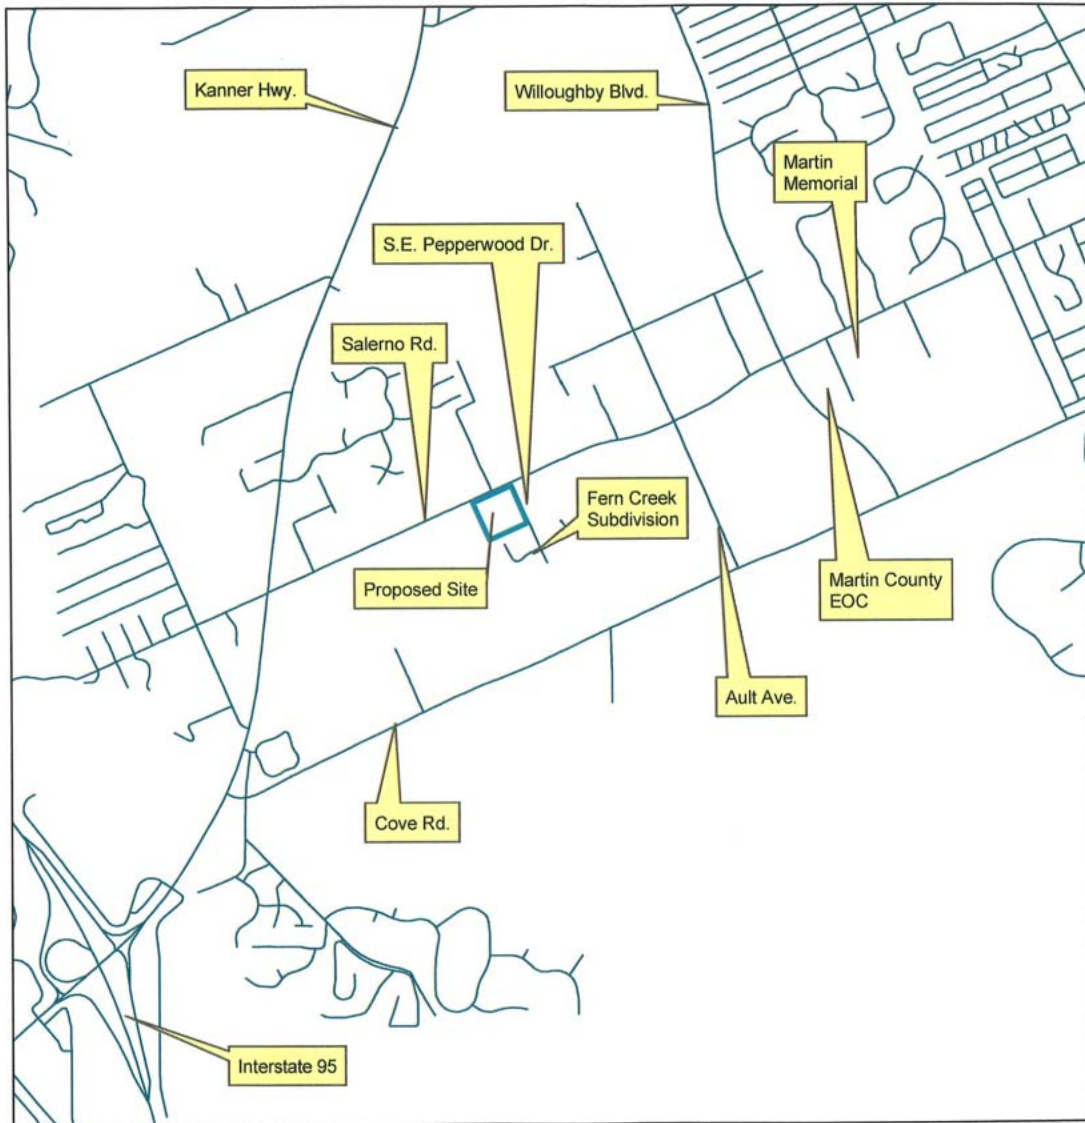 Kanner Hwy.
Willoughby Blvd.
Martin
Memorial
S.E. Pepperwood Dr.
Salerno Rd.
Fern Creek
Subdivision
Proposed Site
Martin County
EOC
Ault Ave.
Cove Rd.
Interstate 95